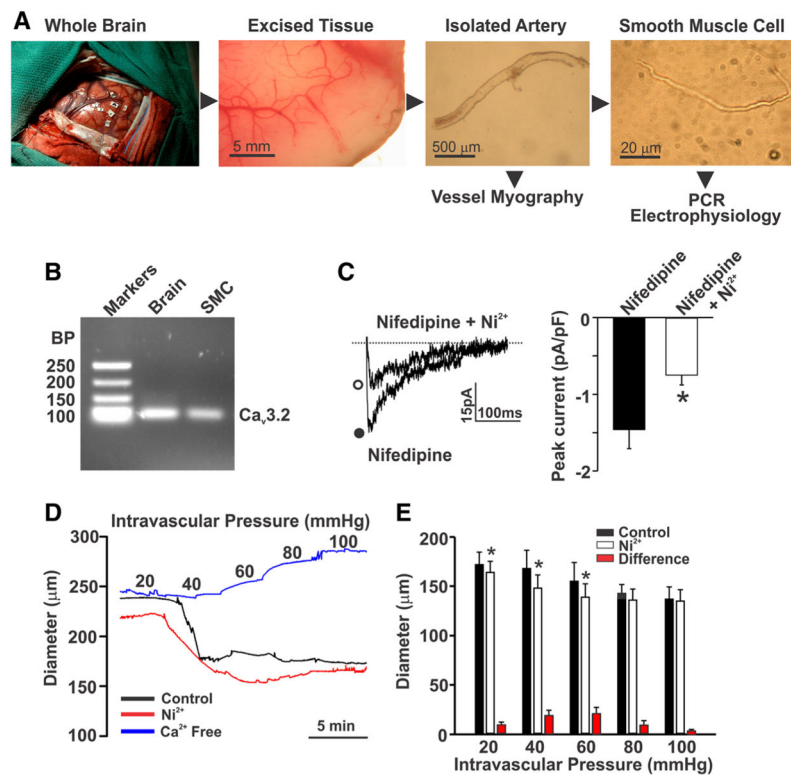 A
Whole Brain
Excised Tissue
Isolated Artery
Smooth Muscle Cell
5 mm
500 μm
20 μm
Vessel Myography
PCR
Electrophysiology
B
Markers
Brain
SMC
BP
250
200
150
100
Caᵥ3.2
C
Nifedipine + Ni²⁺
15pA
100ms
Nifedipine
Nifedipine
Nifedipine
+ Ni²⁺
Peak current (pA/pF)
0
-1
-2
*
D
Intravascular Pressure (mmHg)
300
250
200
150
100
Diameter (μm)
20
40
60
80
100
Control
Ni²⁺
Ca²⁺ Free
5 min
E
Control
Ni²⁺
Difference
200
150
100
50
0
Diameter (μm)
*
*
*
20 40 60 80 100
Intravascular Pressure (mmHg)